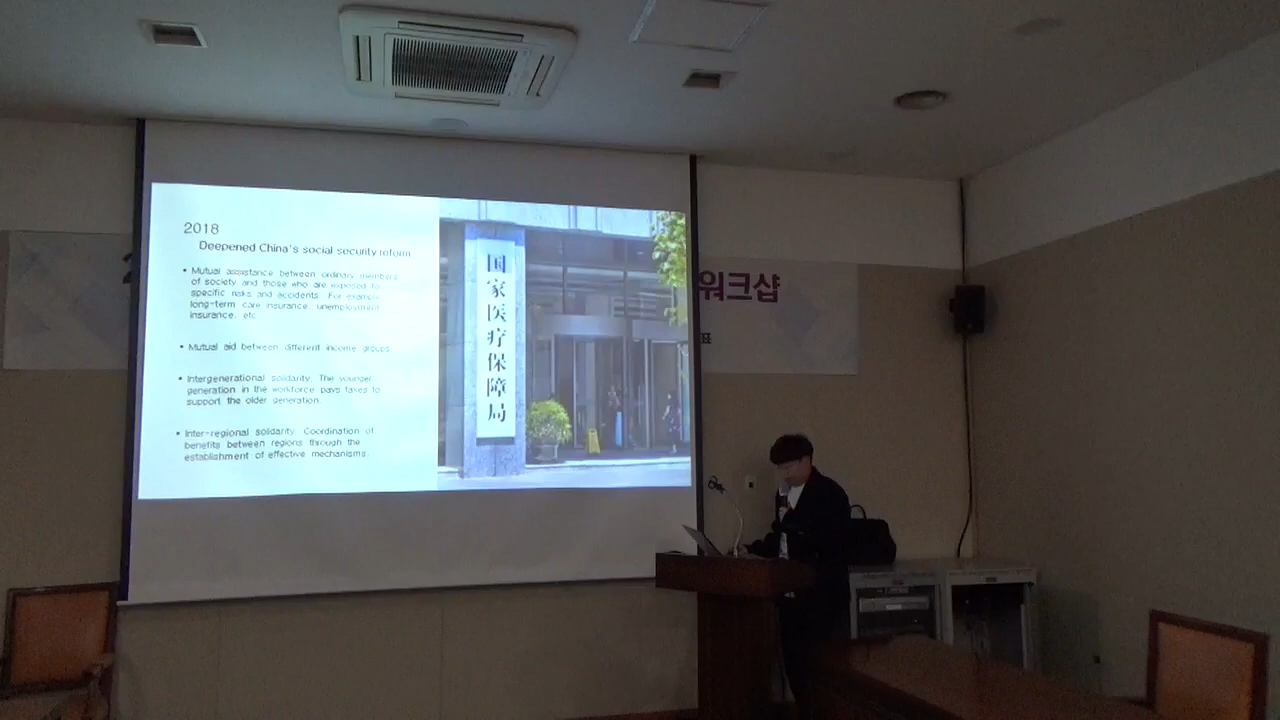 2018
Deepened China's social security reform
• Mutual assistance between ordinary members
of society and those who are exposed to
specific risks and accidents. For example,
long-term care insurance, unemployment
insurance, etc.
• Mutual aid between different income groups.
• Intergenerational solidarity. The younger
generation in the workforce pays taxes to
support the older generation.
• Inter-regional solidarity. Coordination of
benefits between regions through the
establishment of effective mechanisms.
国家医疗保障局
워크샵